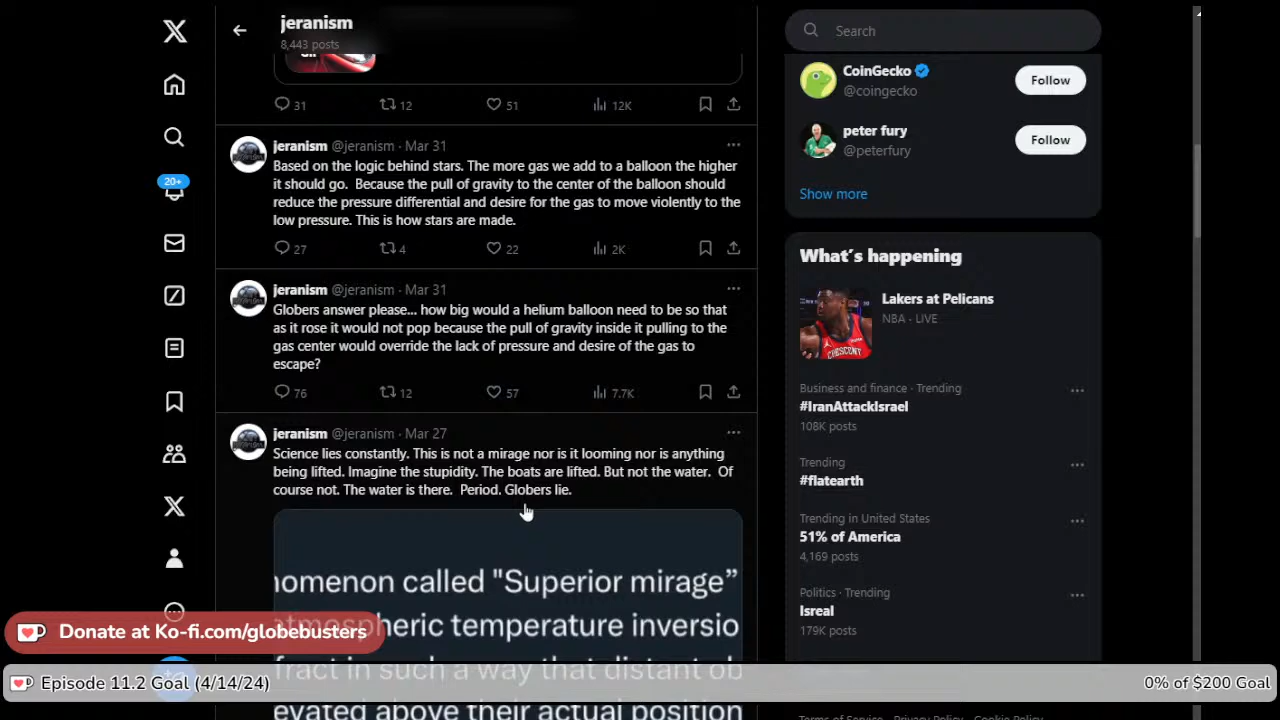 jeranism
8,443 posts
31
12
51
12K
jeranism @jeranism · Mar 31
Based on the logic behind stars. The more gas we add to a balloon the higher
it should go. Because the pull of gravity to the center of the balloon should
reduce the pressure differential and desire for the gas to move violently to the
low pressure. This is how stars are made.
27
4
22
2K
jeranism @jeranism · Mar 31
Globers answer please... how big would a helium balloon need to be so that
as it rose it would not pop because the pull of gravity inside it pulling to the
gas center would override the lack of pressure and desire of the gas to
escape?
76
12
57
7.7K
jeranism @jeranism · Mar 27
Science lies constantly. This is not a mirage nor is it looming nor is anything
being lifted. Imagine the stupidity. The boats are lifted. But not the water. Of
course not. The water is there. Period. Globers lie.
nomenon called "Superior mirage”
atmospheric temperature inversio
fract in such a way that distant ob
evated above their actual position
20+
Search
CoinGecko
@coingecko
Follow
peter fury
@peterfury
Follow
Show more
What's happening
Lakers at Pelicans
NBA · LIVE
Business and finance · Trending
#IranAttackIsrael
108K posts
Trending
#flatearth
Trending in United States
51% of America
4,169 posts
Politics · Trending
Isreal
179K posts
Donate at Ko-fi.com/globebusters
Episode 11.2 Goal (4/14/24)
0% of $200 Goal